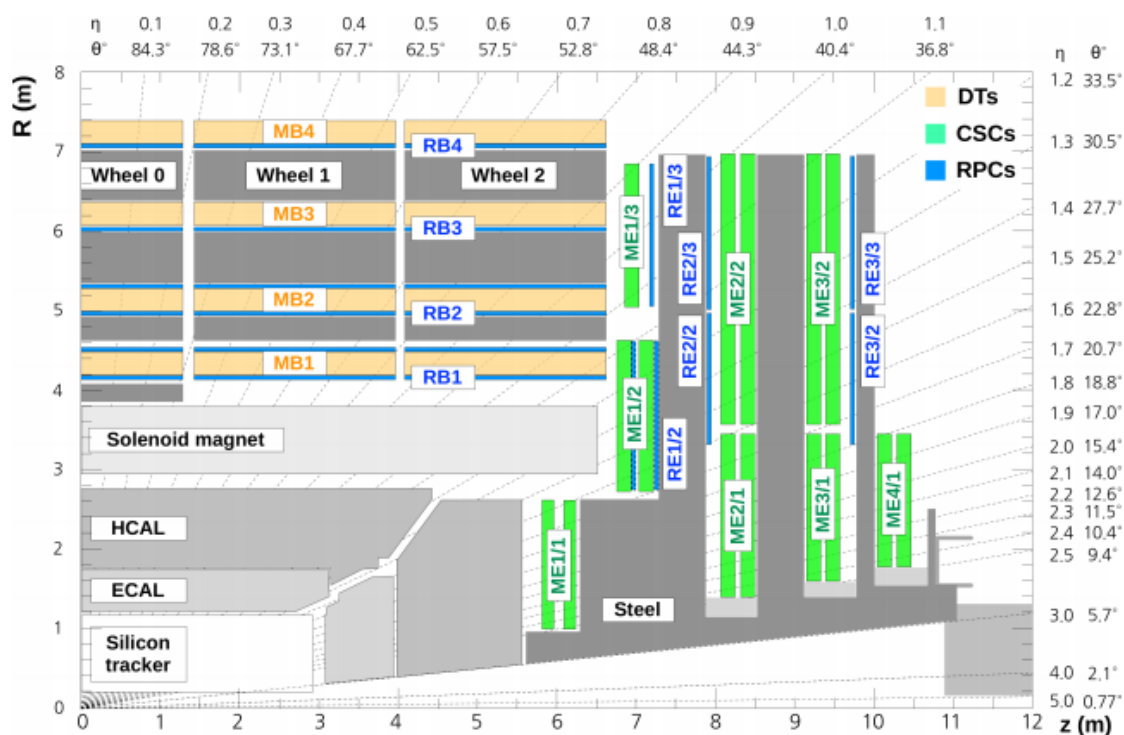 η 0.1 0.2 0.3 0.4 0.5 0.6 0.7 0.8 0.9 1.0 1.1
θ° 84.3° 78.6° 73.1° 67.7° 62.5° 57.5° 52.8° 48.4° 44.3° 40.4° 36.8°
η θ°
R (m)
8
7
6
5
4
3
2
1
0
1.2 33.5°
1.3 30.5°
1.4 27.7°
1.5 25.2°
1.6 22.8°
1.7 20.7°
1.8 18.8°
1.9 17.0°
2.0 15.4°
2.1 14.0°
2.2 12.6°
2.3 11.5°
2.4 10.4°
2.5 9.4°
3.0 5.7°
4.0 2.1°
5.0 0.77°
DTs
CSCs
RPCs
MB4
RB4
Wheel 0
Wheel 1
Wheel 2
MB3
RB3
MB2
RB2
MB1
RB1
Solenoid magnet
HCAL
ECAL
Silicon
tracker
Steel
ME1/3
RE1/3
RE2/3
ME2/2
ME3/2
RE3/3
RE2/2
RE3/2
ME1/2
RE1/2
ME1/1
ME2/1
ME3/1
ME4/1
0 1 2 3 4 5 6 7 8 9 10 11 12
z (m)